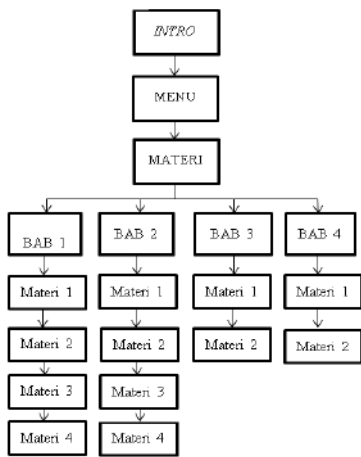 INTRO
MENU
MATERI
BAB 1 BAB 2 BAB 3 BAB 4
Materi 1 Materi 1 Materi 1 Materi 1
Materi 2 Materi 2 Materi 2 Materi 2
Materi 3 Materi 3
Materi 4 Materi 4